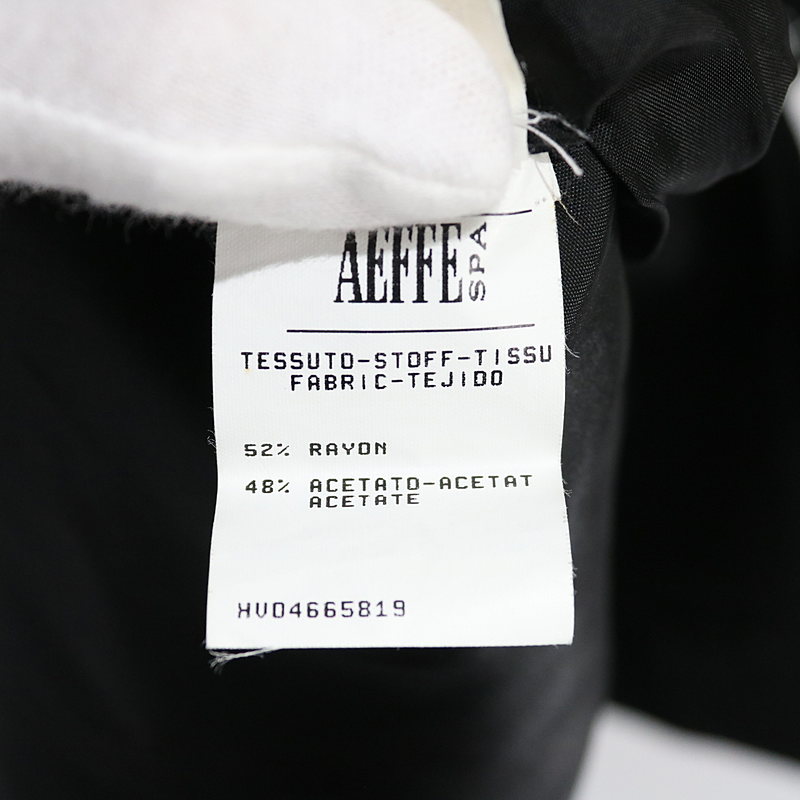 AEFFE SPA
TESSUTO-STOFF-TISSU
FABRIC-TEJIDO
52% RAYON
48% ACETATO-ACETAT
ACETATE
HV04665819